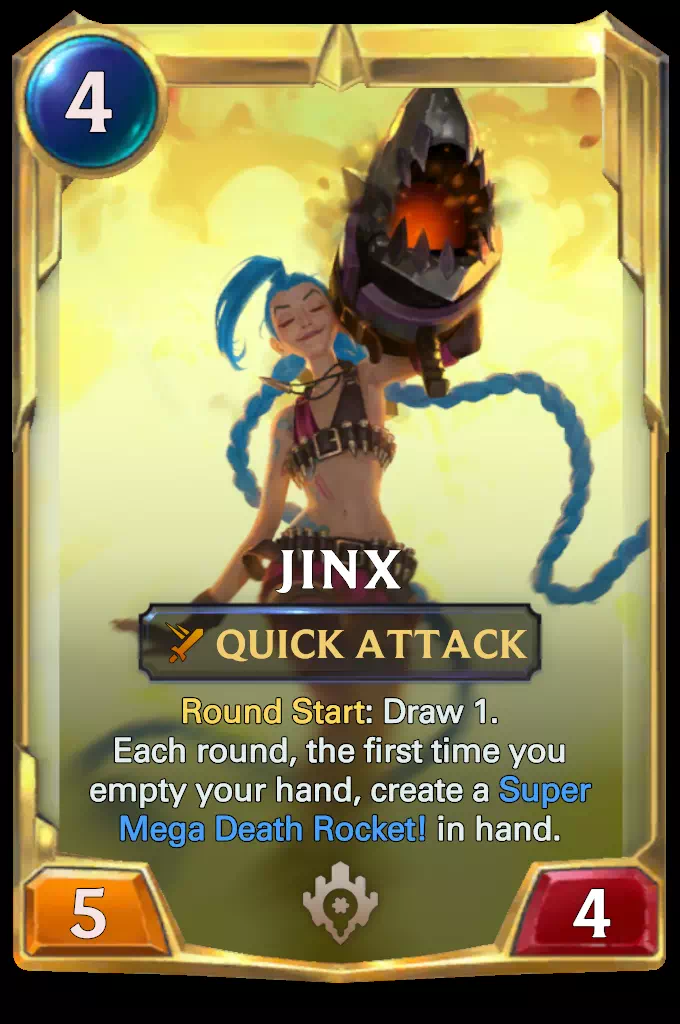 4
JINX
QUICK ATTACK
Round Start: Draw 1.
Each round, the first time you
empty your hand, create a Super
Mega Death Rocket! in hand.
5 4